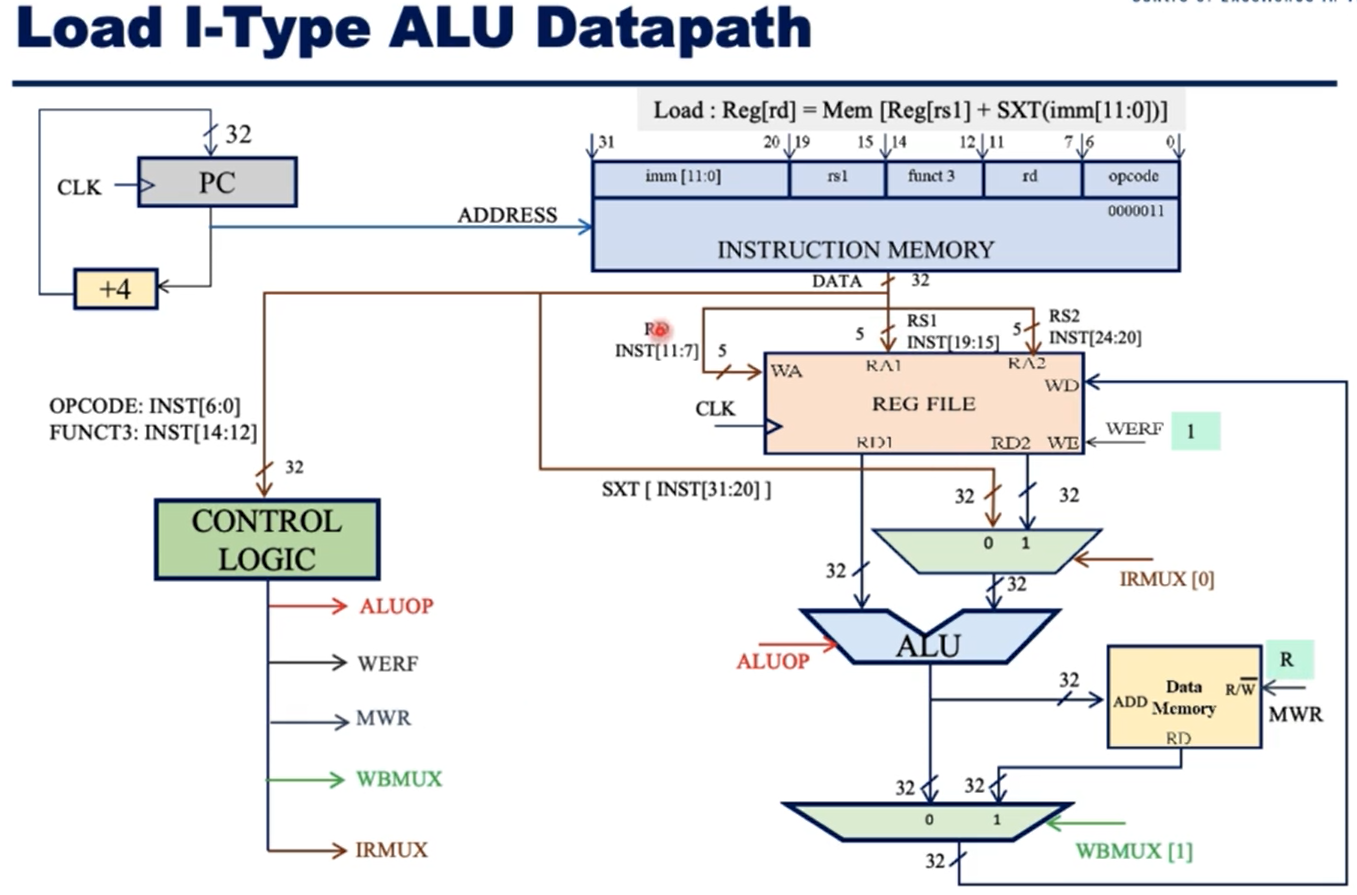 Load I-Type ALU Datapath
Load : Reg[rd] = Mem [Reg[rs1] + SXT(imm[11:0])]
31 20 19 15 14 12 11 7 6 0
imm [11:0] rs1 funct 3 rd opcode
0000011
INSTRUCTION MEMORY
32
CLK
PC
ADDRESS
+4
DATA 32
RD
INST[11:7]
5
5
RS1
INST[19:15]
5
RS2
INST[24:20]
WA
RA1
RA2
WD
REG FILE
CLK
RD1
RD2
WE
WERF
1
OPCODE: INST[6:0]
FUNCT3: INST[14:12]
32
SXT [ INST[31:20] ]
32
32
0 1
IRMUX [0]
CONTROL
LOGIC
32
32
ALUOP
WERF
MWR
WBMUX
IRMUX
ALU
ALUOP
32
ADD
Data
Memory
R/W̅
RD
R
MWR
32
32
0 1
WBMUX [1]
32